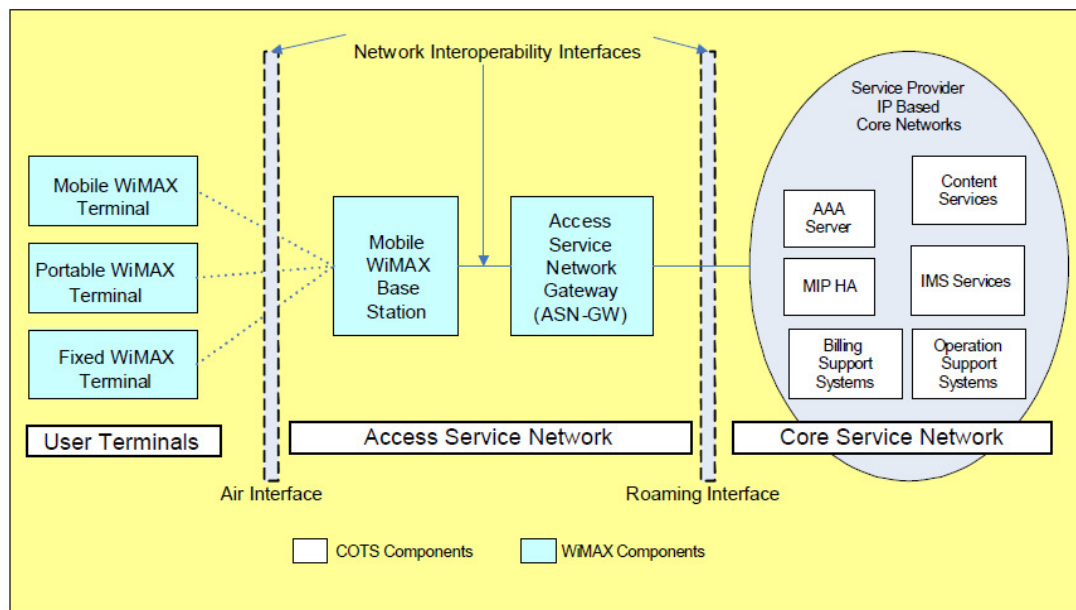 Network Interoperability Interfaces
Service Provider
IP Based
Core Networks
Mobile WiMAX
Terminal
Portable WiMAX
Terminal
Fixed WiMAX
Terminal
Mobile
WiMAX
Base
Station
Access
Service
Network
Gateway
(ASN-GW)
AAA
Server
Content
Services
MIP HA
IMS Services
Billing
Support
Systems
Operation
Support
Systems
User Terminals
Access Service Network
Core Service Network
Air Interface
Roaming Interface
COTS Components
WiMAX Components